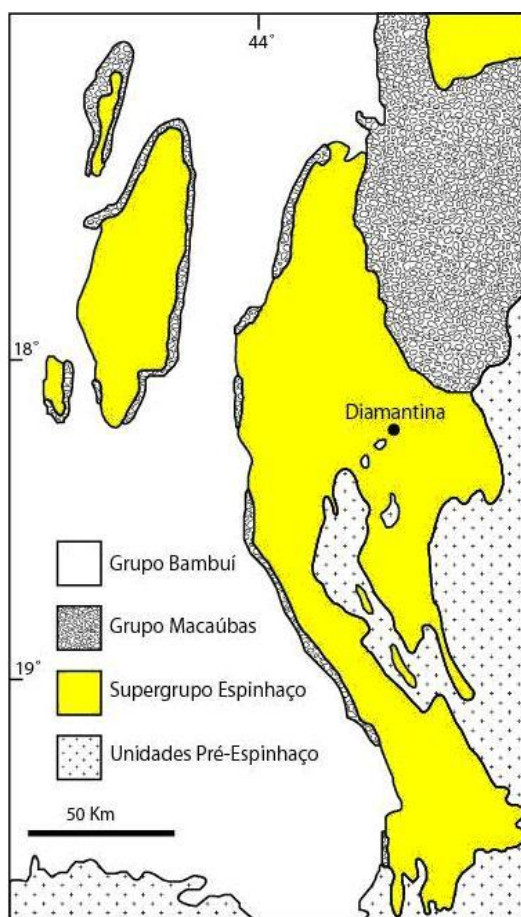 44°
18°
Diamantina
Grupo Bambuí
Grupo Macaúbas
19°
Supergrupo Espinhaço
Unidades Pré-Espinhaço
50 Km